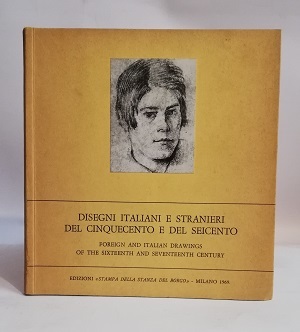 DISEGNI ITALIANI E STRANIERI
DEL CINQUECENTO E DEL SEICENTO
FOREIGN AND ITALIAN DRAWINGS
OF THE SIXTEENTH AND SEVENTEENTH CENTURY
EDIZIONI «STAMPA DELLA STANZA DEL BORGO» - MILANO 1969